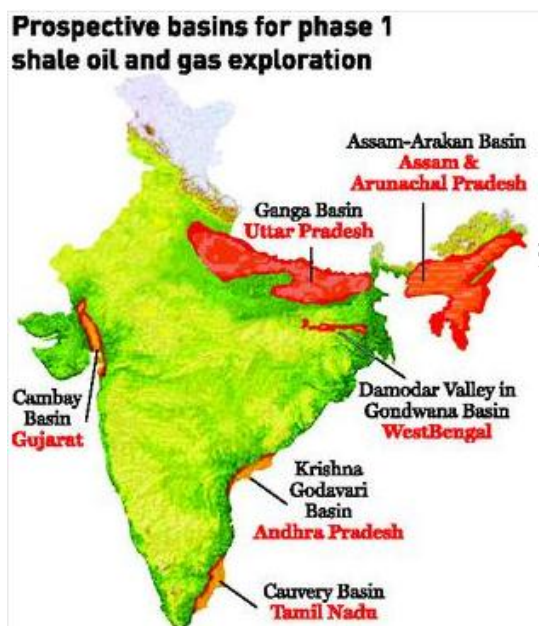 Prospective basins for phase 1
shale oil and gas exploration
Assam-Arakan Basin
Assam &
Arunachal Pradesh
Ganga Basin
Uttar Pradesh
Damodar Valley in
Gondwana Basin
WestBengal
Cambay
Basin
Gujarat
Krishna
Godavari
Basin
Andhra Pradesh
Cauvery Basin
Tamil Nadu